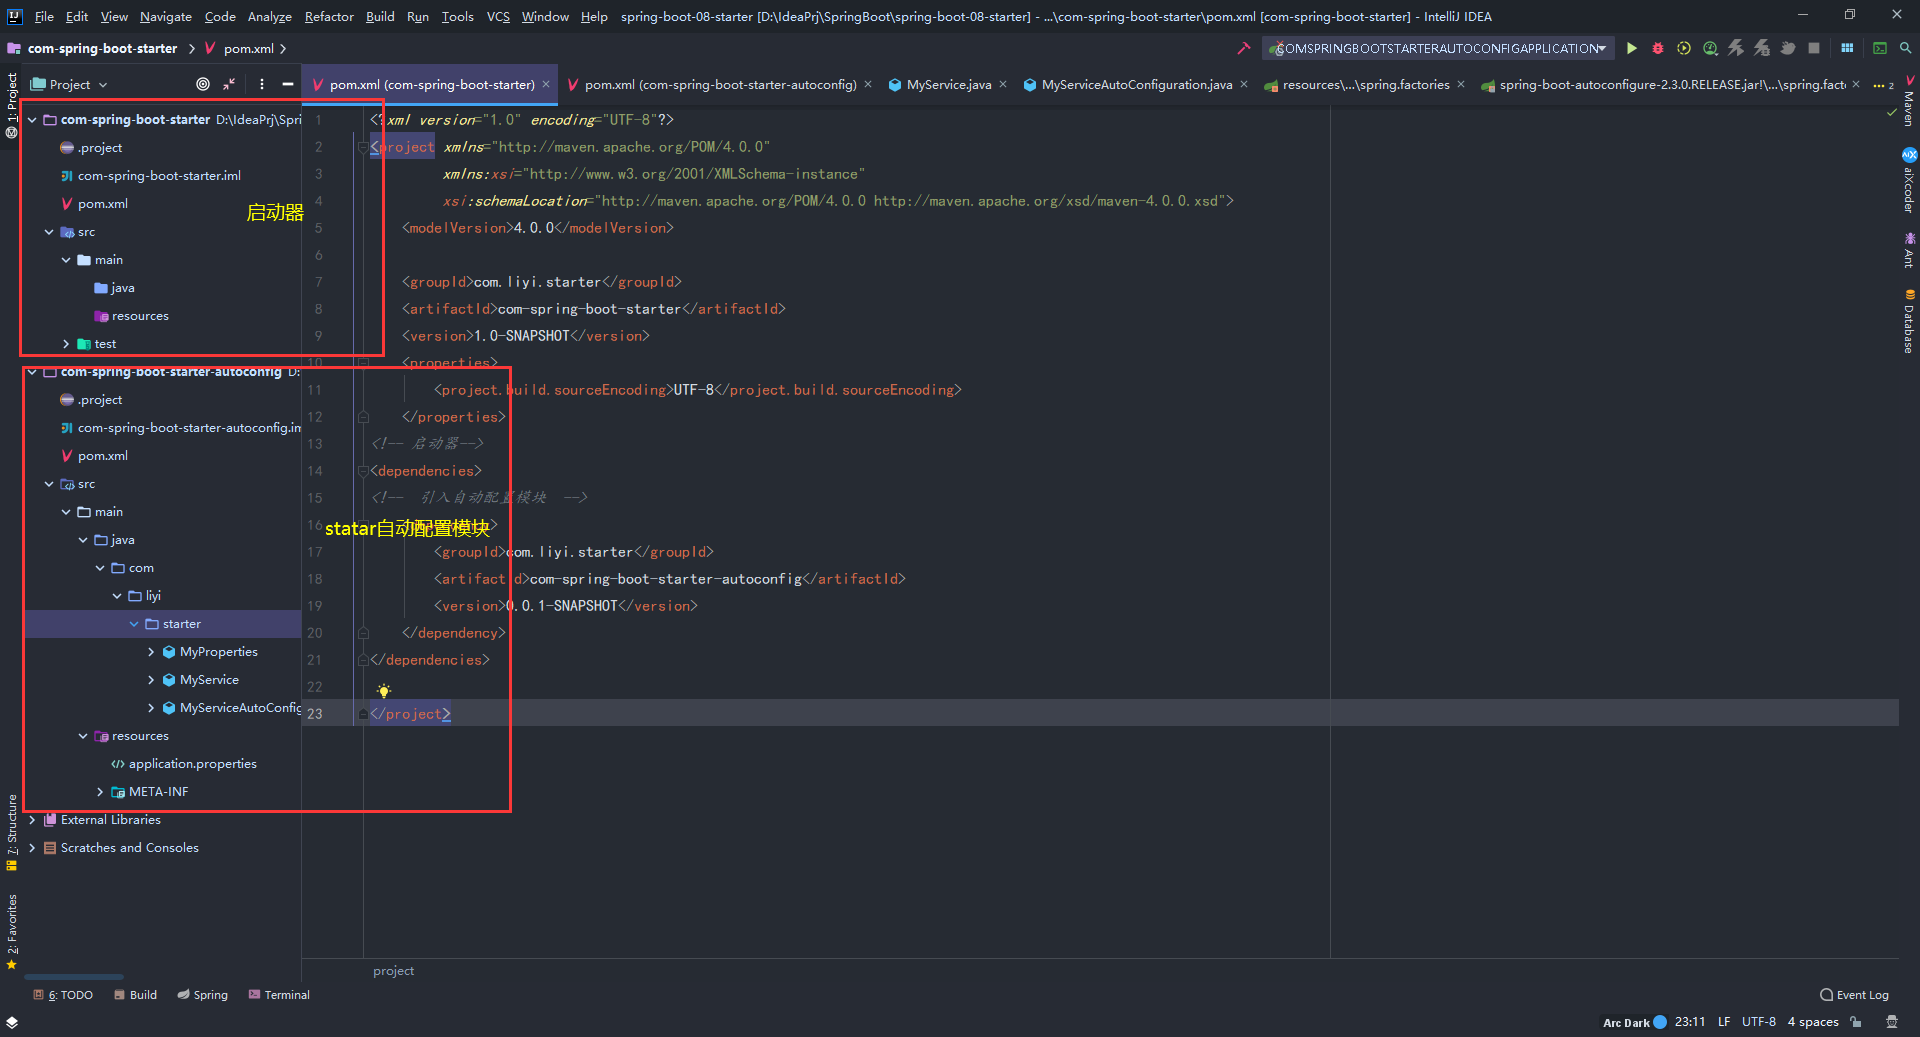 File Edit View Navigate Code Analyze Refactor Build Run Tools VCS Window Help spring-boot-08-starter [D:\IdeaPrj\SpringBoot\spring-boot-08-starter] - ...\com-spring-boot-starter\pom.xml [com-spring-boot-starter] - IntelliJ IDEA
com-spring-boot-starter pom.xml
COMSPRINGBOOTSTARTERAUTOCONFIGAPPLICATION
Project
pom.xml (com-spring-boot-starter) pom.xml (com-spring-boot-starter-autoconfig) MyService.java MyServiceAutoConfiguration.java resources\...\spring.factories spring-boot-autoconfigure-2.3.0.RELEASE.jar!\...\spring.factc 2
1: Project
7: Structure
2: Favorites
com-spring-boot-starter D:\IdeaPrj\Spri
.project
com-spring-boot-starter.iml
pom.xml
启动器
src
main
java
resources
test
com-spring-boot-starter-autoconfig D:
.project
com-spring-boot-starter-autoconfig.im
pom.xml
src
main
java
com
liyi
starter
MyProperties
MyService
MyServiceAutoConfig
resources
application.properties
META-INF
External Libraries
Scratches and Consoles
statar自动配置模块
1 <?xml version="1.0" encoding="UTF-8"?>
2 <project xmlns="http://maven.apache.org/POM/4.0.0"
3 xmlns:xsi="http://www.w3.org/2001/XMLSchema-instance"
4 xsi:schemaLocation="http://maven.apache.org/POM/4.0.0 http://maven.apache.org/xsd/maven-4.0.0.xsd">
5 <modelVersion>4.0.0</modelVersion>
6
7 <groupId>com.liyi.starter</groupId>
8 <artifactId>com-spring-boot-starter</artifactId>
9 <version>1.0-SNAPSHOT</version>
10 <properties>
11 <project.build.sourceEncoding>UTF-8</project.build.sourceEncoding>
12 </properties>
13 <!-- 启动器-->
14 <dependencies>
15 <!-- 引入自动配置模块 -->
16
17 <groupId>com.liyi.starter</groupId>
18 <artifactId>com-spring-boot-starter-autoconfig</artifactId>
19 <version>0.0.1-SNAPSHOT</version>
20 </dependency>
21 </dependencies>
22
23 </project>
project
Maven
aiXcoder
Ant
Database
6: TODO Build Spring Terminal Event Log
Arc Dark 23:11 LF UTF-8 4 spaces